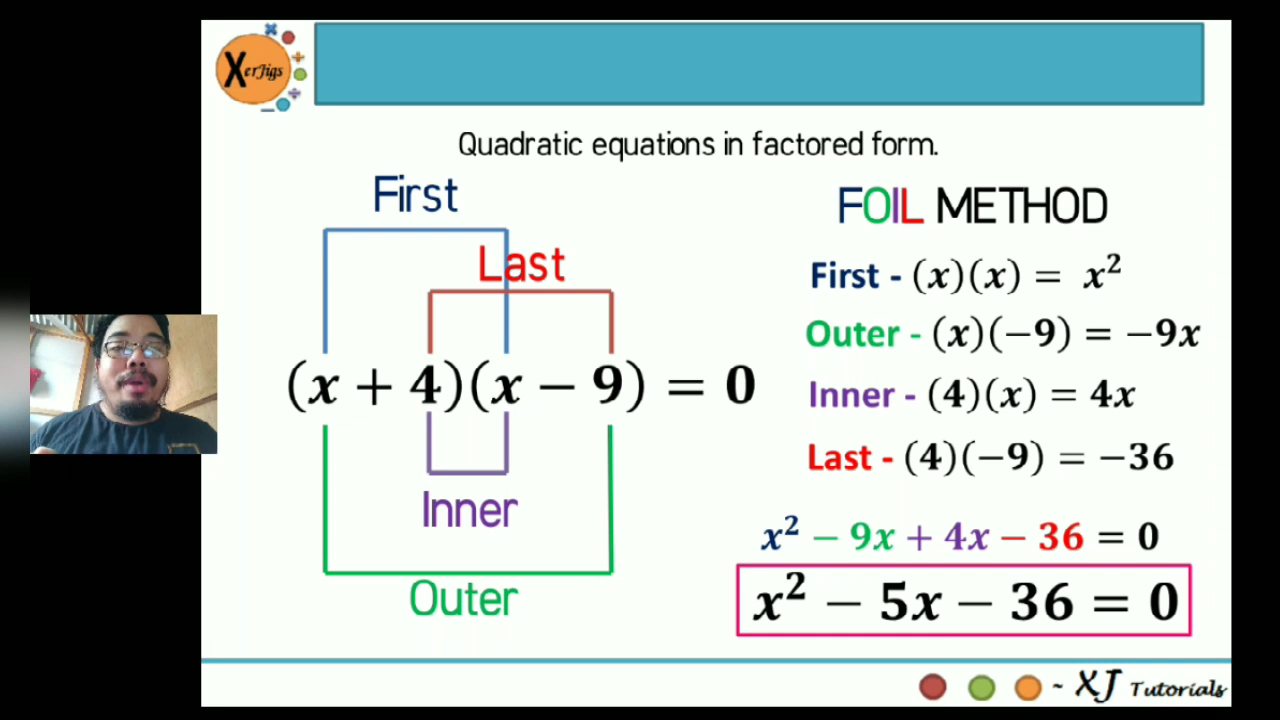 XerJigs
Quadratic equations in factored form.
First
Last
(x + 4)(x − 9) = 0
Inner
Outer
FOIL METHOD
First - (x)(x) = x²
Outer - (x)(−9) = −9x
Inner - (4)(x) = 4x
Last - (4)(−9) = −36
x² − 9x + 4x − 36 = 0
x² − 5x − 36 = 0
~ XJ Tutorials